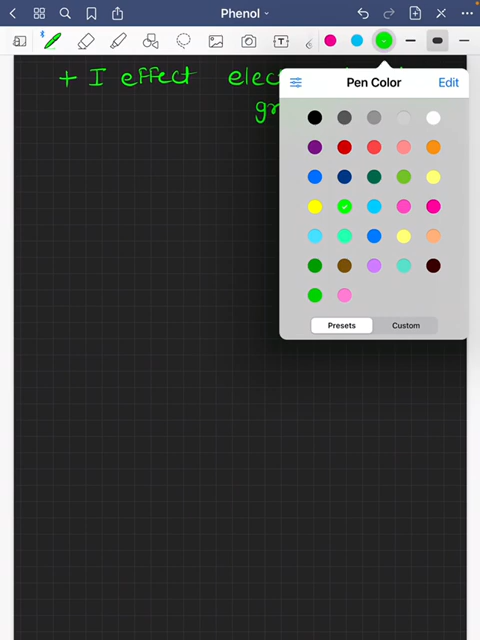 Phenol
+ I effect elec
gr
Pen Color
Edit
Presets
Custom